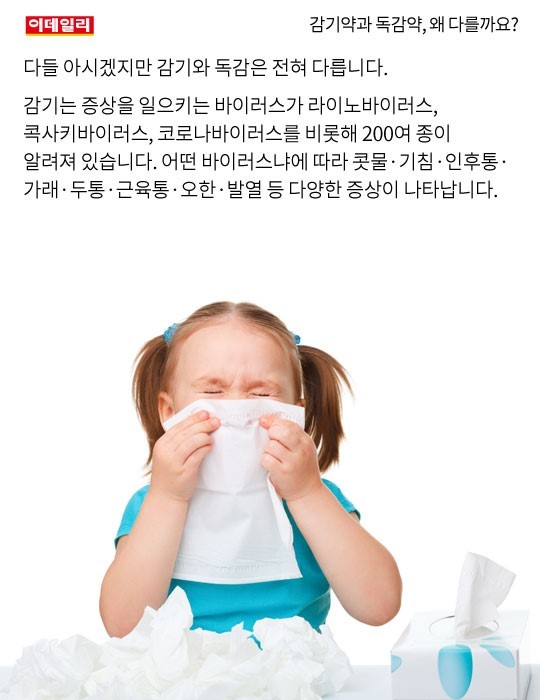 이데일리
감기약과 독감약, 왜 다를까요?
다들 아시겠지만 감기와 독감은 전혀 다릅니다.
감기는 증상을 일으키는 바이러스가 라이노바이러스,
콕사키바이러스, 코로나바이러스를 비롯해 200여 종이
알려져 있습니다. 어떤 바이러스냐에 따라 콧물·기침·인후통·
가래·두통·근육통·오한·발열 등 다양한 증상이 나타납니다.